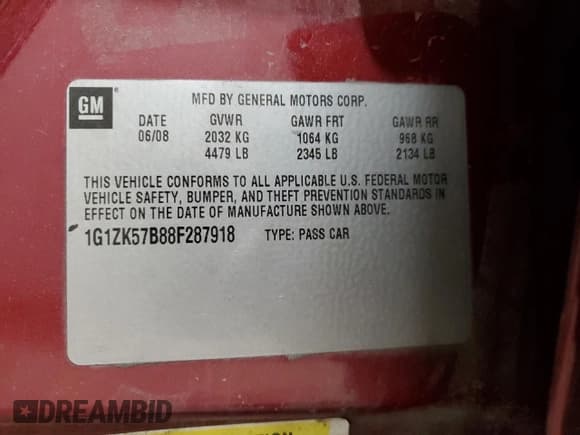 GM
MFD BY GENERAL MOTORS CORP.
DATE GVWR GAWR FRT GAWR RR
06/08 2032 KG 1064 KG 968 KG
4479 LB 2345 LB 2134 LB
THIS VEHICLE CONFORMS TO ALL APPLICABLE U.S. FEDERAL MOTOR
VEHICLE SAFETY, BUMPER, AND THEFT PREVENTION STANDARDS IN
EFFECT ON THE DATE OF MANUFACTURE SHOWN ABOVE.
1G1ZK57B88F287918 TYPE: PASS CAR
DREAMBID